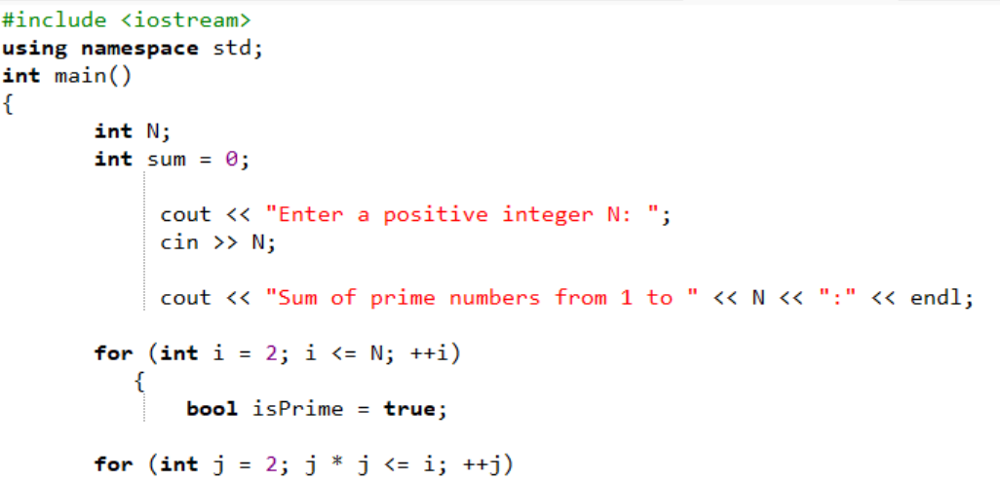 #include <iostream>
using namespace std;
int main()
{
int N;
int sum = 0;
cout << "Enter a positive integer N: ";
cin >> N;
cout << "Sum of prime numbers from 1 to " << N << ":" << endl;
for (int i = 2; i <= N; ++i)
{
bool isPrime = true;
for (int j = 2; j * j <= i; ++j)